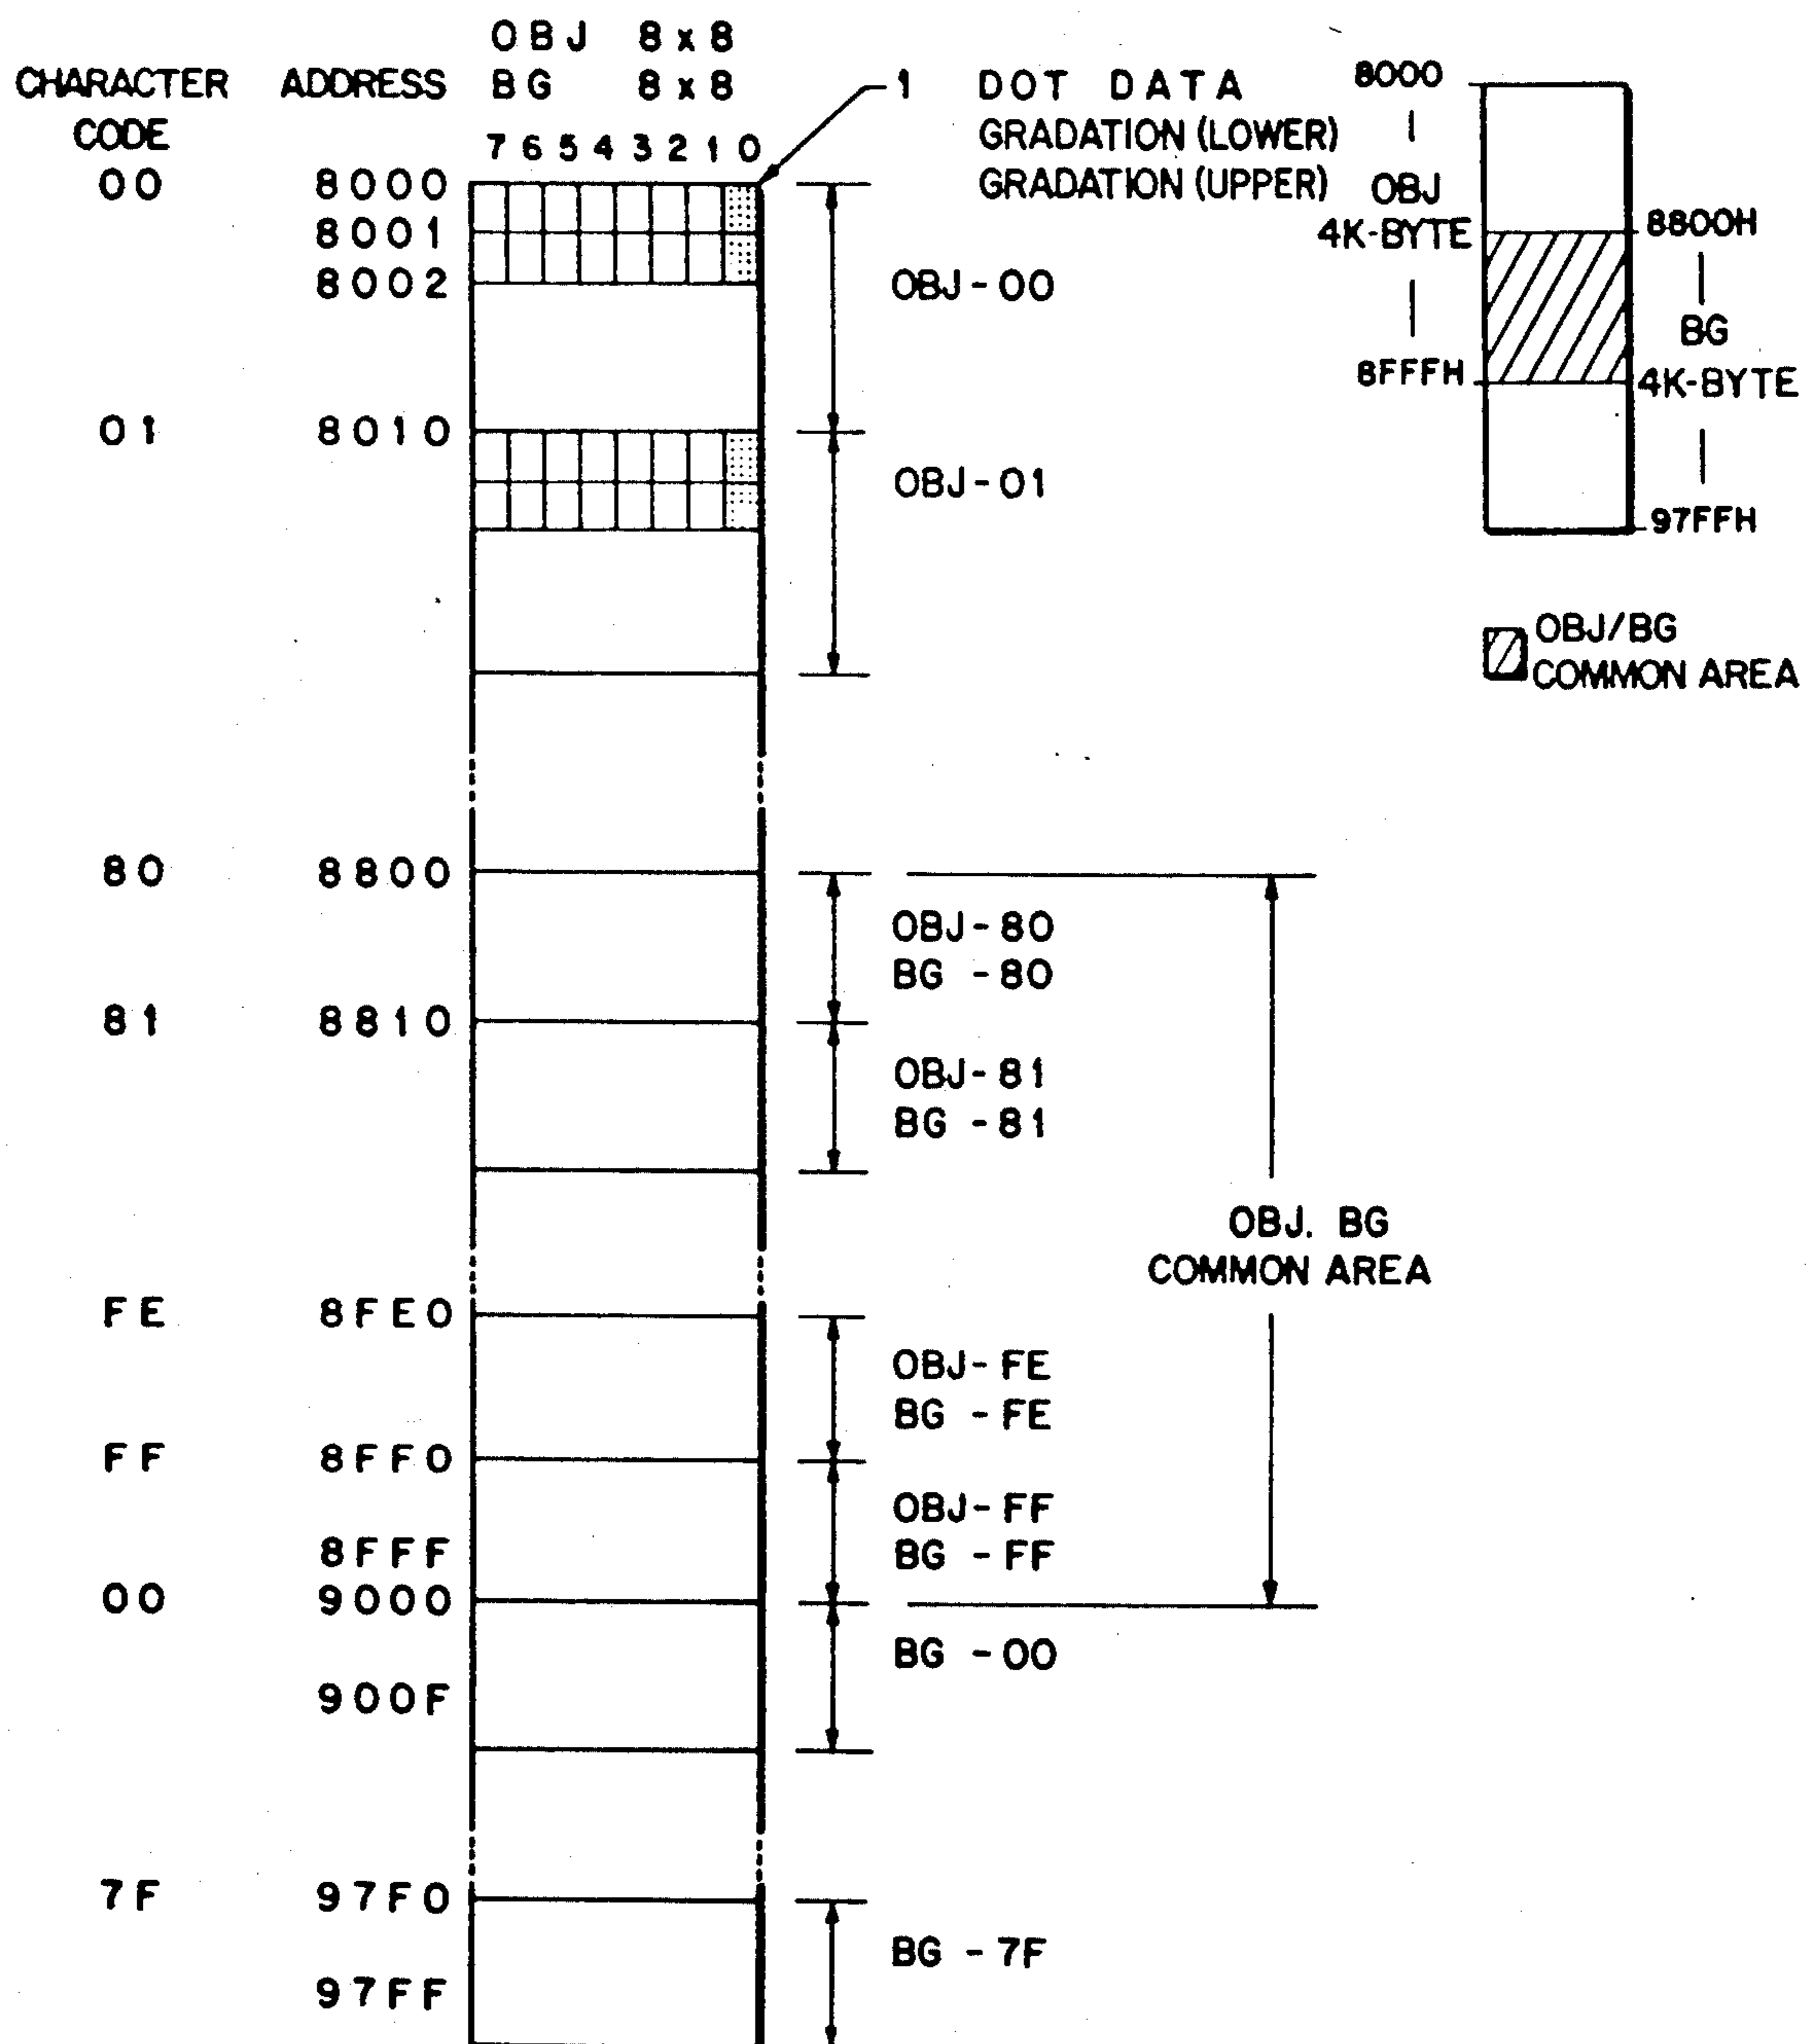 OBJ 8 x 8
CHARACTER CODE
ADDRESS
BG 8 x 8
7 6 5 4 3 2 1 0
1 DOT DATA
GRADATION (LOWER)
GRADATION (UPPER)
00 8000
8001
8002
OBJ-00
01 8010
OBJ-01
80 8800
OBJ-80
BG -80
81 8810
OBJ-81
BG -81
FE 8FE0
OBJ-FE
BG -FE
FF 8FF0
OBJ-FF
BG -FF
8FFF
00 9000
BG -00
900F
7F 97F0
BG -7F
97FF
OBJ. BG
COMMON AREA
8000
OBJ
4K-BYTE
8FFFH
8800H
BG
4K-BYTE
97FFH
OBJ/BG
COMMON AREA